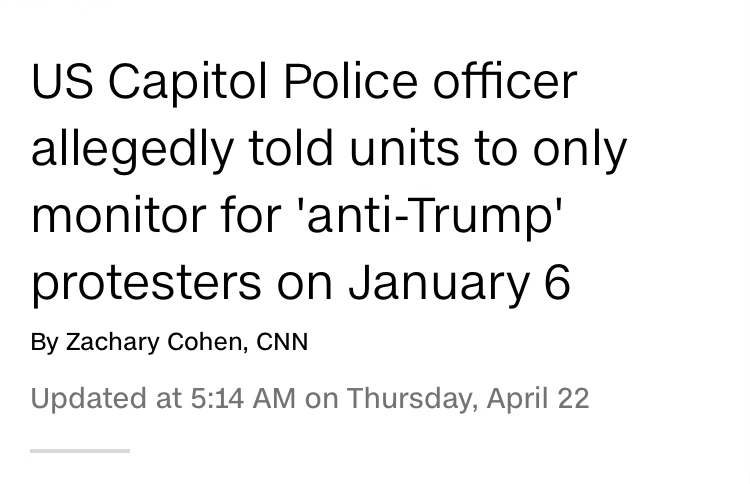 US Capitol Police officer
allegedly told units to only
monitor for 'anti-Trump'
protesters on January 6
By Zachary Cohen, CNN
Updated at 5:14 AM on Thursday, April 22